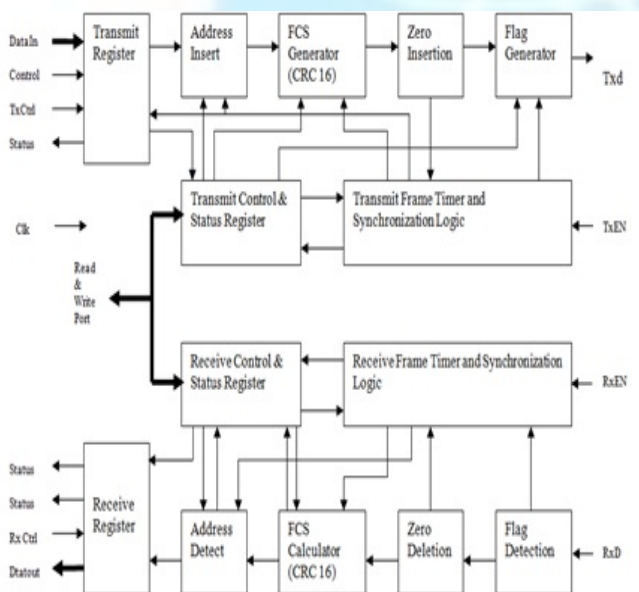 DataIn
Control
TxCtrl
Status
Transmit
Register
Address
Insert
FCS
Generator
(CRC 16)
Zero
Insertion
Flag
Generator
Txd
Transmit Control &
Status Register
Transmit Frame Timer and
Synchronization Logic
TxEN
Clk
Read
&
Write
Port
Receive Control &
Status Register
Receive Frame Timer and Synchronization
Logic
RxEN
Status
Status
Rx Ctrl
Dtatout
Receive
Register
Address
Detect
FCS
Calculator
(CRC 16)
Zero
Deletion
Flag
Detection
RxD